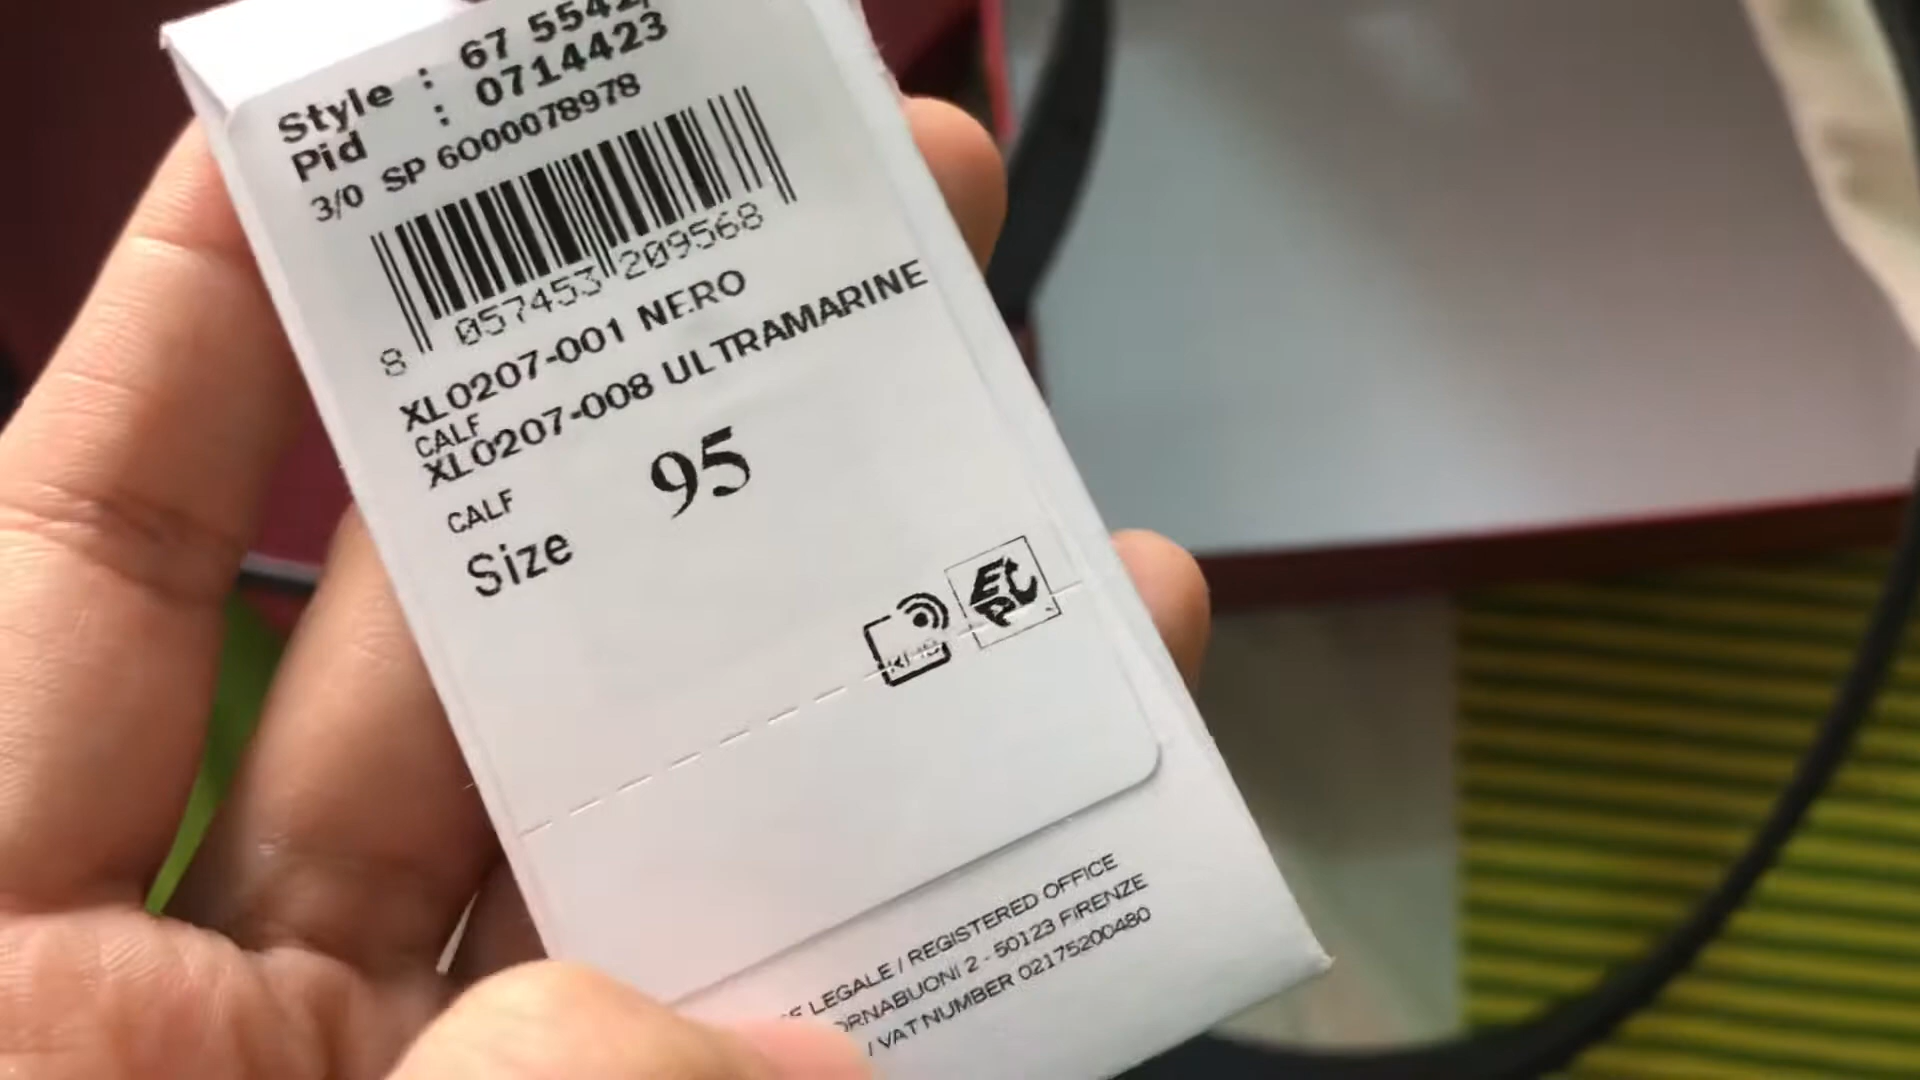 Style : 67 5542
Pid : 0714423
3/0 SP 6000078978
8 057453 209568
XL0207-001 NERO
CALF
XL0207-008 ULTRAMARINE
CALF
Size 95
LEGALE / REGISTERED OFFICE
2 - 50123 FIRENZE
/ VAT NUMBER 02175200480